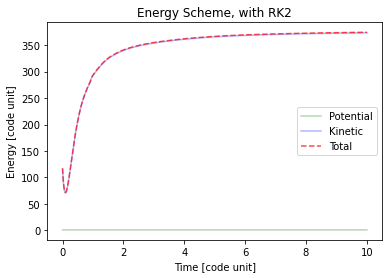 Energy Scheme, with RK2
Energy [code unit]
350
300
250
200
150
100
50
0
Potential
Kinetic
Total
0 2 4 6 8 10
Time [code unit]